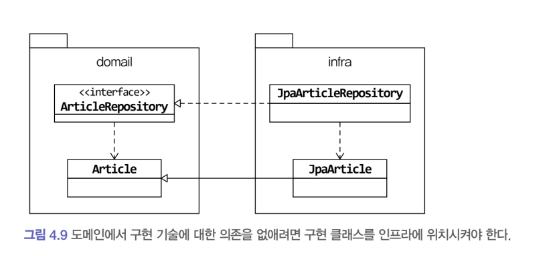 domail
infra
<<interface>>
ArticleRepository
JpaArticleRepository
Article
JpaArticle
그림 4.9 도메인에서 구현 기술에 대한 의존을 없애려면 구현 클래스를 인프라에 위치시켜야 한다.